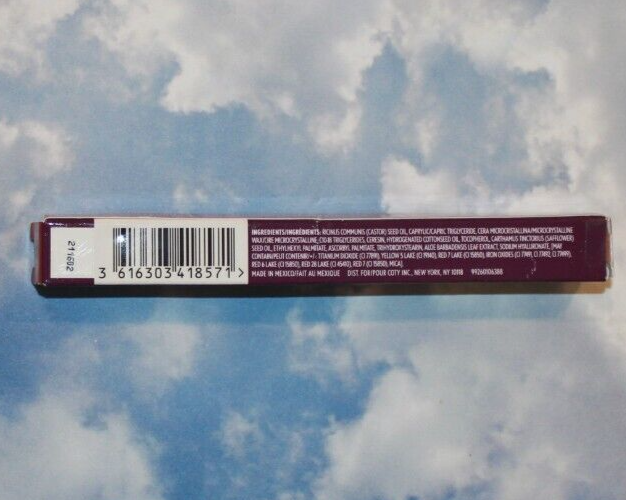 211602
3 616303 418571 >
INGREDIENTS/INGRÉDIENTS: RICINUS COMMUNIS (CASTOR) SEED OIL, CAPRYLIC/CAPRIC TRIGLYCERIDE, CERA MICROCRISTALLINA/MICROCRYSTALLINE
WAX/CIRE MICROCRYSTALLINE, C10-18 TRIGLYCERIDES, CERESIN, HYDROGENATED COTTONSEED OIL, TOCOPHEROL, CARTHAMUS TINCTORIUS (SAFFLOWER)
SEED OIL, ETHYLHEXYL PALMITATE, ASCORBYL PALMITATE, TRIHYDROXYSTEARIN, ALOE BARBADENSIS LEAF EXTRACT, SODIUM HYALURONATE, [MAY
CONTAIN/PEUT CONTENIR/+/-: TITANIUM DIOXIDE (CI 77891), YELLOW 5 LAKE (CI 19140), RED 7 LAKE (CI 15850), IRON OXIDES (CI 77491, CI 77492, CI 77499),
RED 6 LAKE (CI 15850), RED 28 LAKE (CI 45410), RED 7 (CI 15850), MICA].
MADE IN MEXICO/FAIT AU MEXIQUE DIST. FOR/POUR COTY INC., NEW YORK, NY 10118 99260106388